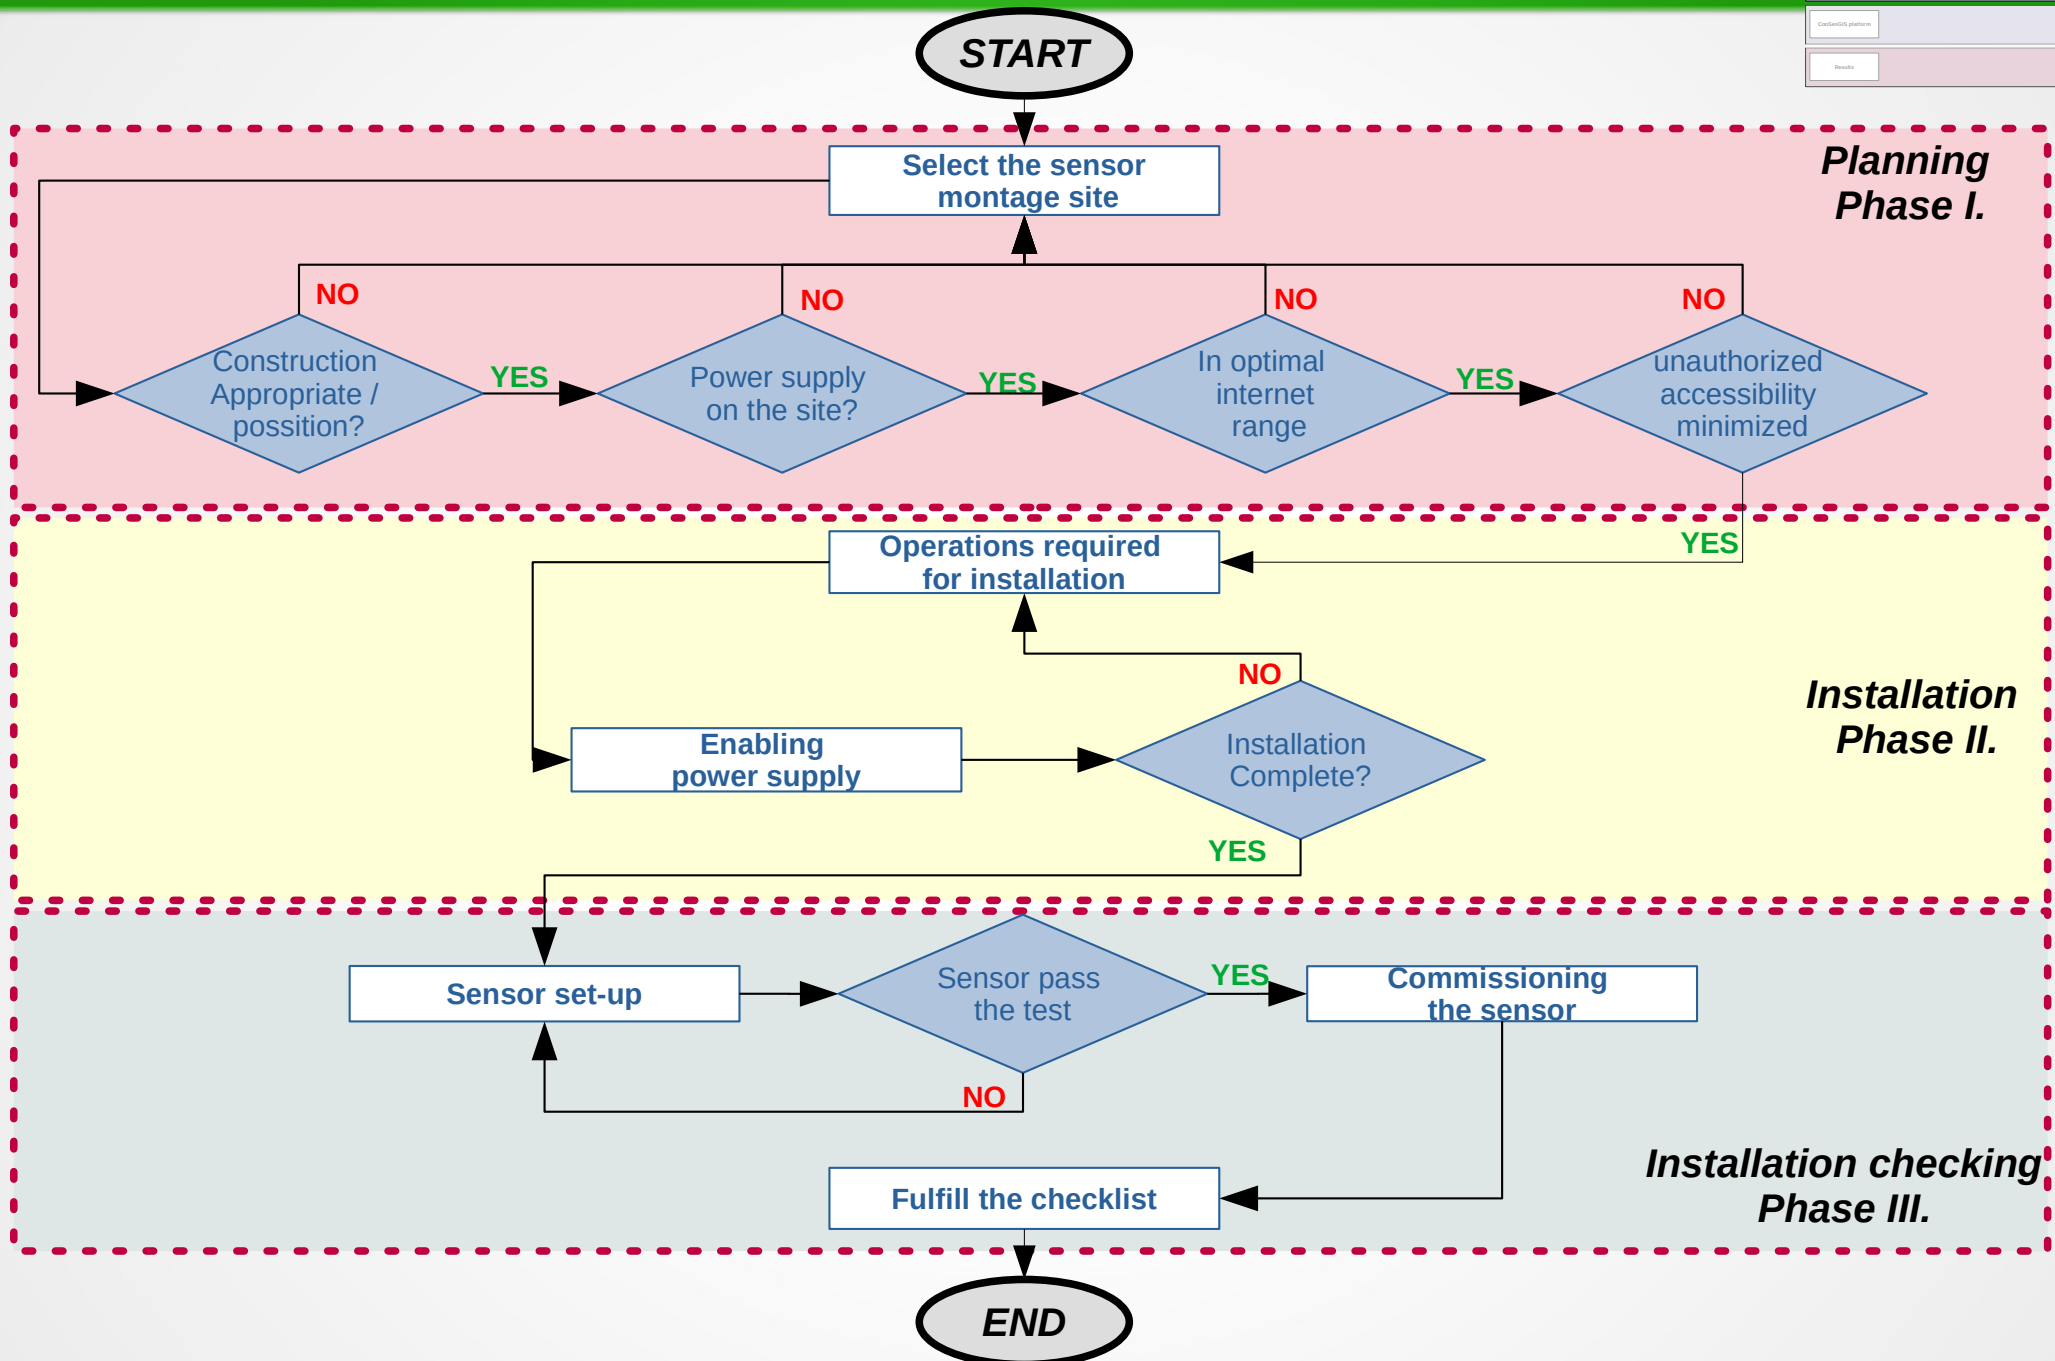 START
ConSenGiS platform
Results
Planning
Phase I.
Select the sensor
montage site
NO
NO
NO
NO
Construction
Appropriate /
possition?
YES
Power supply
on the site?
YES
In optimal
internet
range
YES
unauthorized
accessibility
minimized
YES
Operations required
for installation
NO
Installation
Phase II.
Enabling
power supply
Installation
Complete?
YES
Sensor set-up
Sensor pass
the test
YES
Commissioning
the sensor
NO
Installation checking
Phase III.
Fulfill the checklist
END